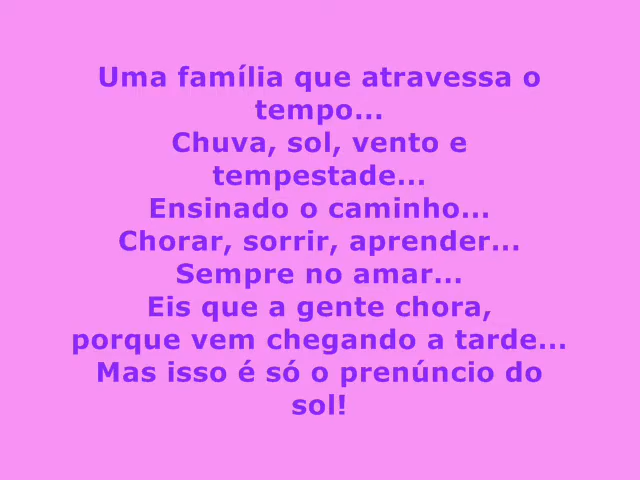 Uma família que atravessa o
tempo...
Chuva, sol, vento e
tempestade...
Ensinado o caminho...
Chorar, sorrir, aprender...
Sempre no amar...
Eis que a gente chora,
porque vem chegando a tarde...
Mas isso é só o prenúncio do
sol!